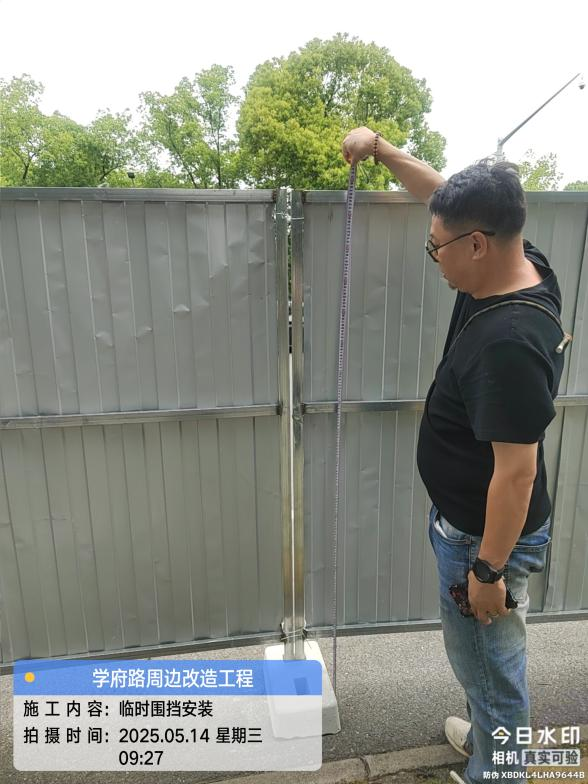 学府路周边改造工程
施工内容：临时围挡安装
拍摄时间：2025.05.14 星期三
09:27
今日水印
相机 真实可验
防伪 XBDKL4LHA9644B